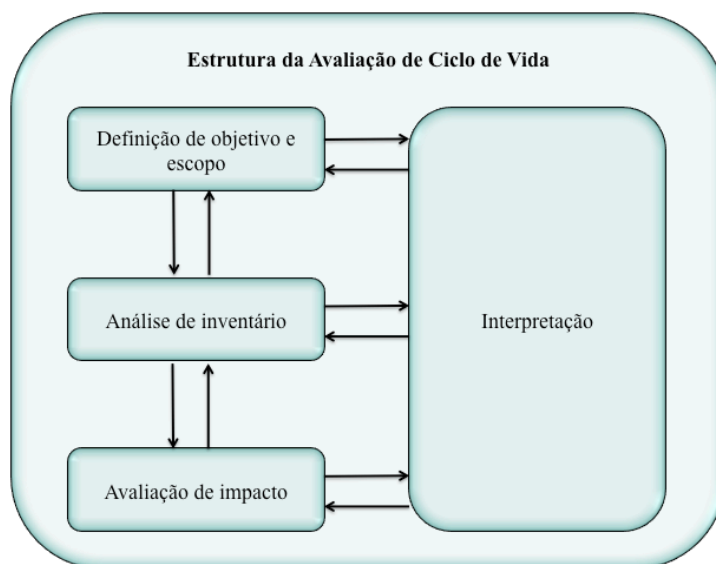 Estrutura da Avaliação de Ciclo de Vida
Definição de objetivo e
escopo
Análise de inventário
Interpretação
Avaliação de impacto